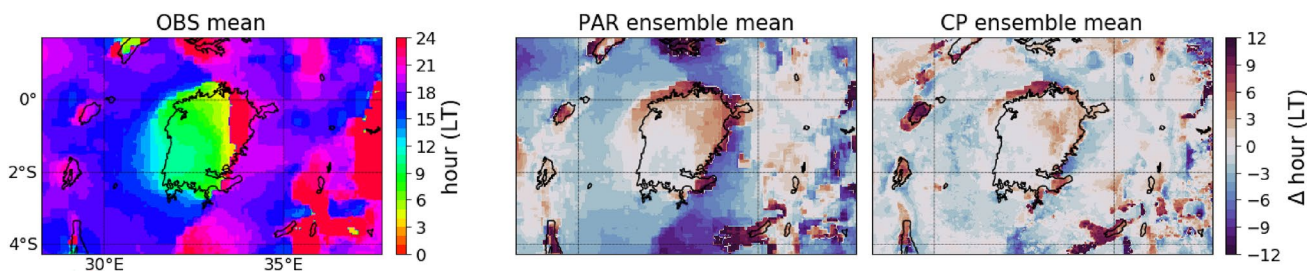 OBS mean
PAR ensemble mean
CP ensemble mean
0°
2°S
4°S
30°E
35°E
24
21
18
15
12
9
6
3
0
hour (LT)
12
9
6
3
0
−3
−6
−9
−12
Δ hour (LT)